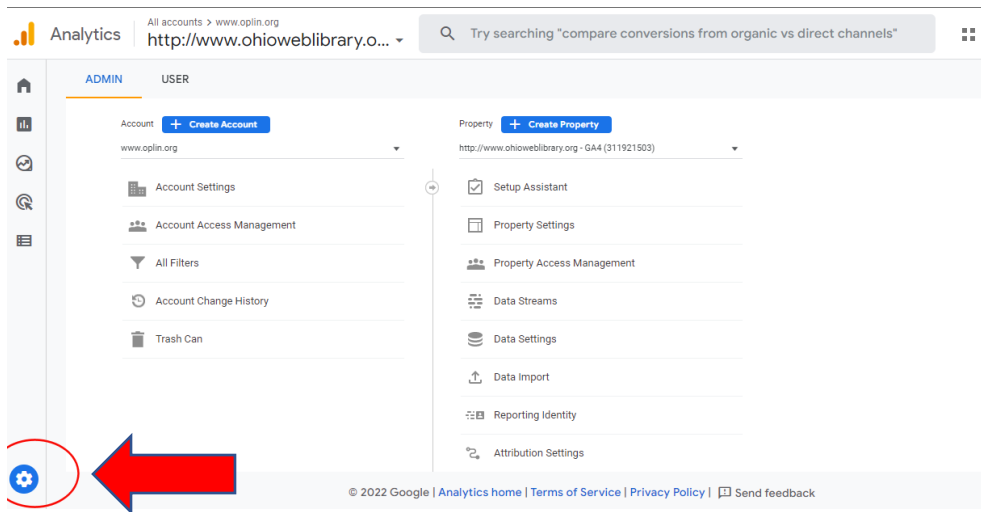 Analytics
All accounts > www.oplin.org
http://www.ohioweblibrary.o...
Try searching "compare conversions from organic vs direct channels"
ADMIN USER
Account + Create Account
www.oplin.org
Account Settings
Account Access Management
All Filters
Account Change History
Trash Can
Property + Create Property
http://www.ohioweblibrary.org - GA4 (311921503)
Setup Assistant
Property Settings
Property Access Management
Data Streams
Data Settings
Data Import
Reporting Identity
Attribution Settings
© 2022 Google | Analytics home | Terms of Service | Privacy Policy | Send feedback